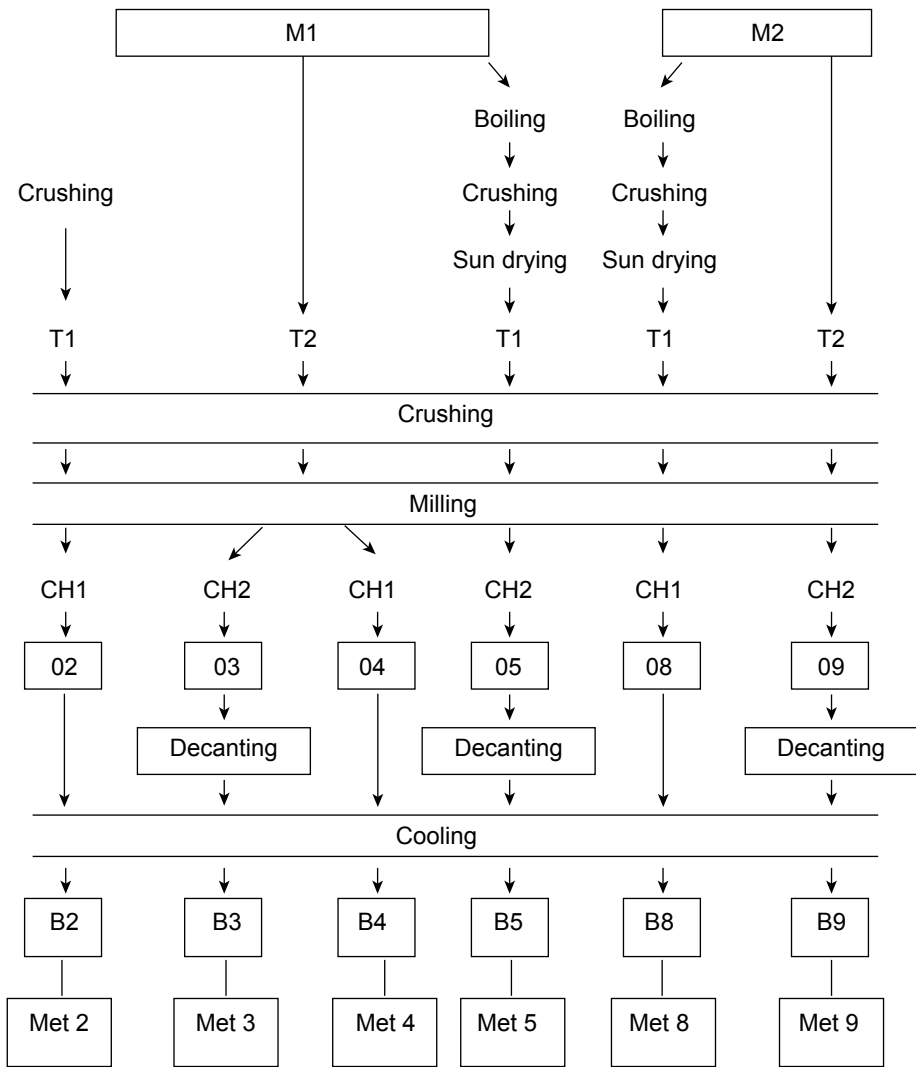 M1 M2
Boiling Boiling
Crushing Crushing Crushing
Sun drying Sun drying
T1 T2 T1 T1 T2
Crushing
Milling
CH1 CH2 CH1 CH2 CH1 CH2
02 03 04 05 08 09
Decanting Decanting Decanting
Cooling
B2 B3 B4 B5 B8 B9
Met 2 Met 3 Met 4 Met 5 Met 8 Met 9